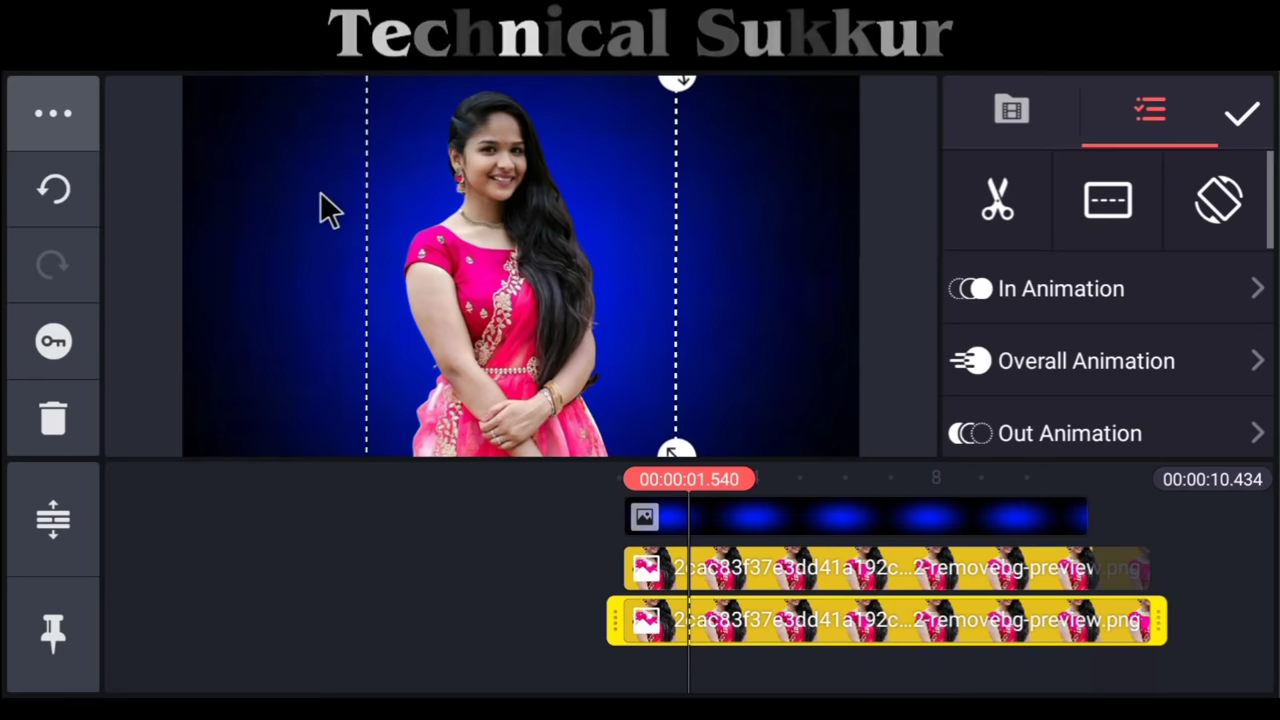 Technical Sukkur
In Animation
Overall Animation
Out Animation
00:00:01.540
8
00:00:10.434
2cac83f37e3dd41a192c...2-removebg-preview.png
2cac83f37e3dd41a192c...2-removebg-preview.png